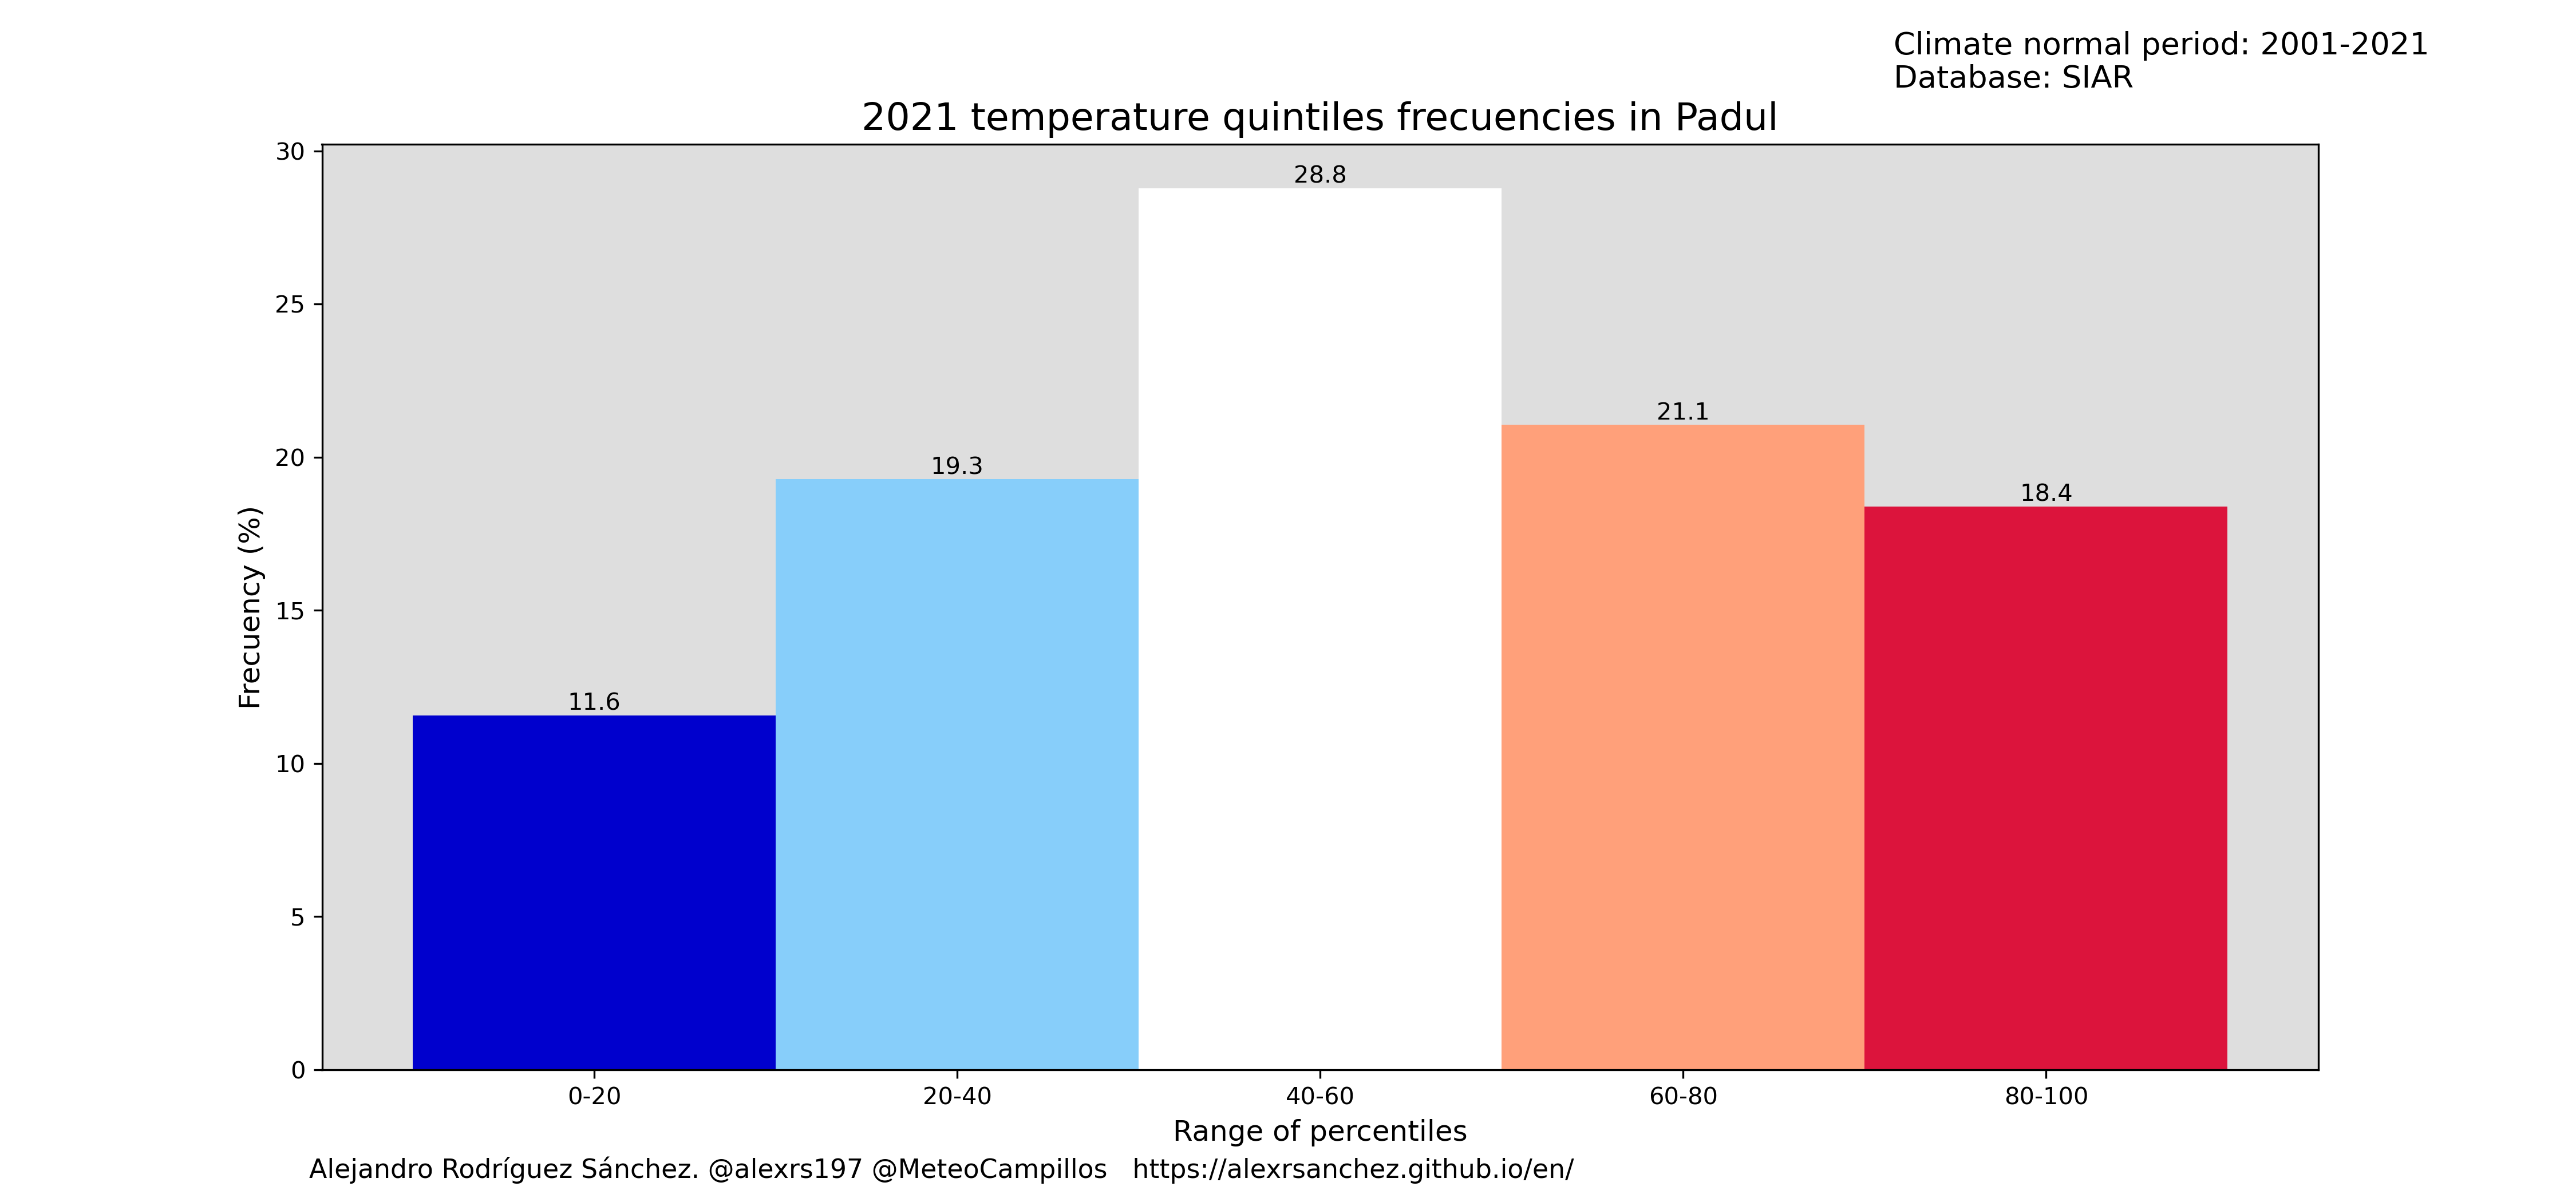 Climate normal period: 2001-2021
Database: SIAR
2021 temperature quintiles frecuencies in Padul
30
25
20
15
10
5
0
Frecuency (%)
11.6
19.3
28.8
21.1
18.4
0-20
20-40
40-60
60-80
80-100
Range of percentiles
Alejandro Rodríguez Sánchez. @alexrs197 @MeteoCampillos https://alexrsanchez.github.io/en/